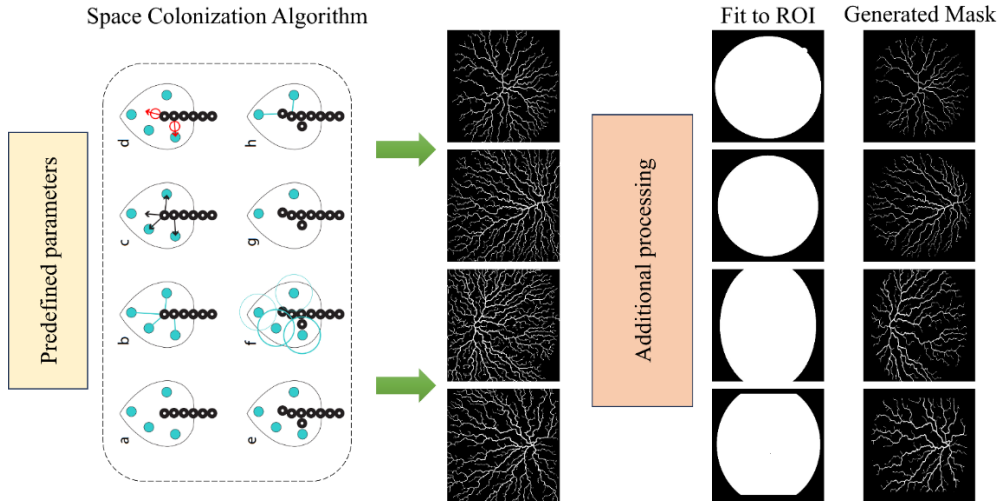 Space Colonization Algorithm
Fit to ROI
Generated Mask
Predefined parameters
d
h
c
g
b
f
a
e
Additional processing